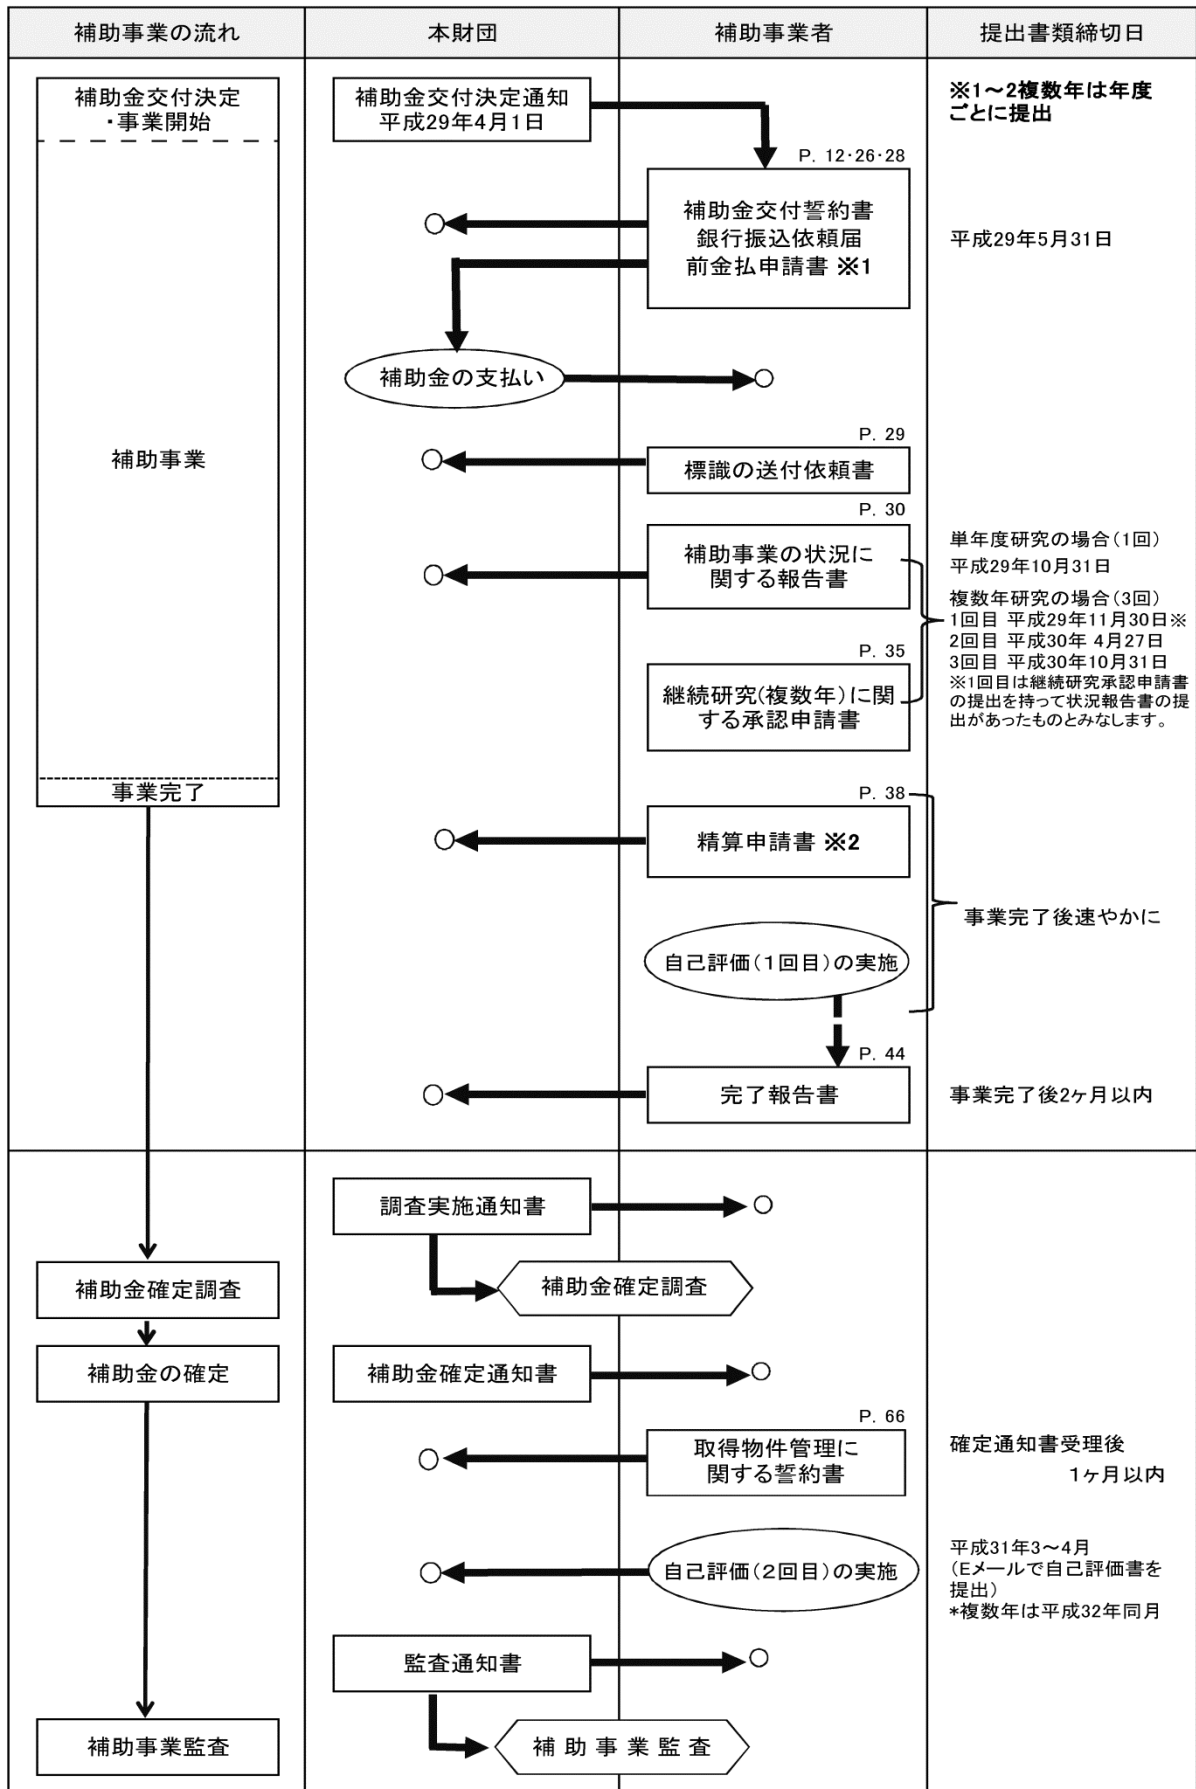 補助事業の流れ
本財団
補助事業者
提出書類締切日
補助金交付決定
・事業開始
補助金交付決定通知
平成29年4月1日
※1～2複数年は年度
ごとに提出
P. 12・26・28
補助金交付誓約書
銀行振込依頼届
前金払申請書 ※1
平成29年5月31日
補助金の支払い
補助事業
P. 29
標識の送付依頼書
P. 30
補助事業の状況に
関する報告書
単年度研究の場合（1回）
平成29年10月31日
複数年研究の場合（3回）
1回目 平成29年11月30日※
2回目 平成30年 4月27日
3回目 平成30年10月31日
※1回目は継続研究承認申請書
の提出を持って状況報告書の提
出があったものとみなします。
P. 35
継続研究(複数年)に関
する承認申請書
事業完了
P. 38
精算申請書 ※2
事業完了後速やかに
自己評価（1回目）の実施
P. 44
完了報告書
事業完了後2ヶ月以内
調査実施通知書
補助金確定調査
補助金確定調査
補助金の確定
補助金確定通知書
P. 66
取得物件管理に
関する誓約書
確定通知書受理後
1ヶ月以内
自己評価（2回目）の実施
平成31年3～4月
（Eメールで自己評価書を
提出）
*複数年は平成32年同月
監査通知書
補助事業監査
補 助 事 業 監 査